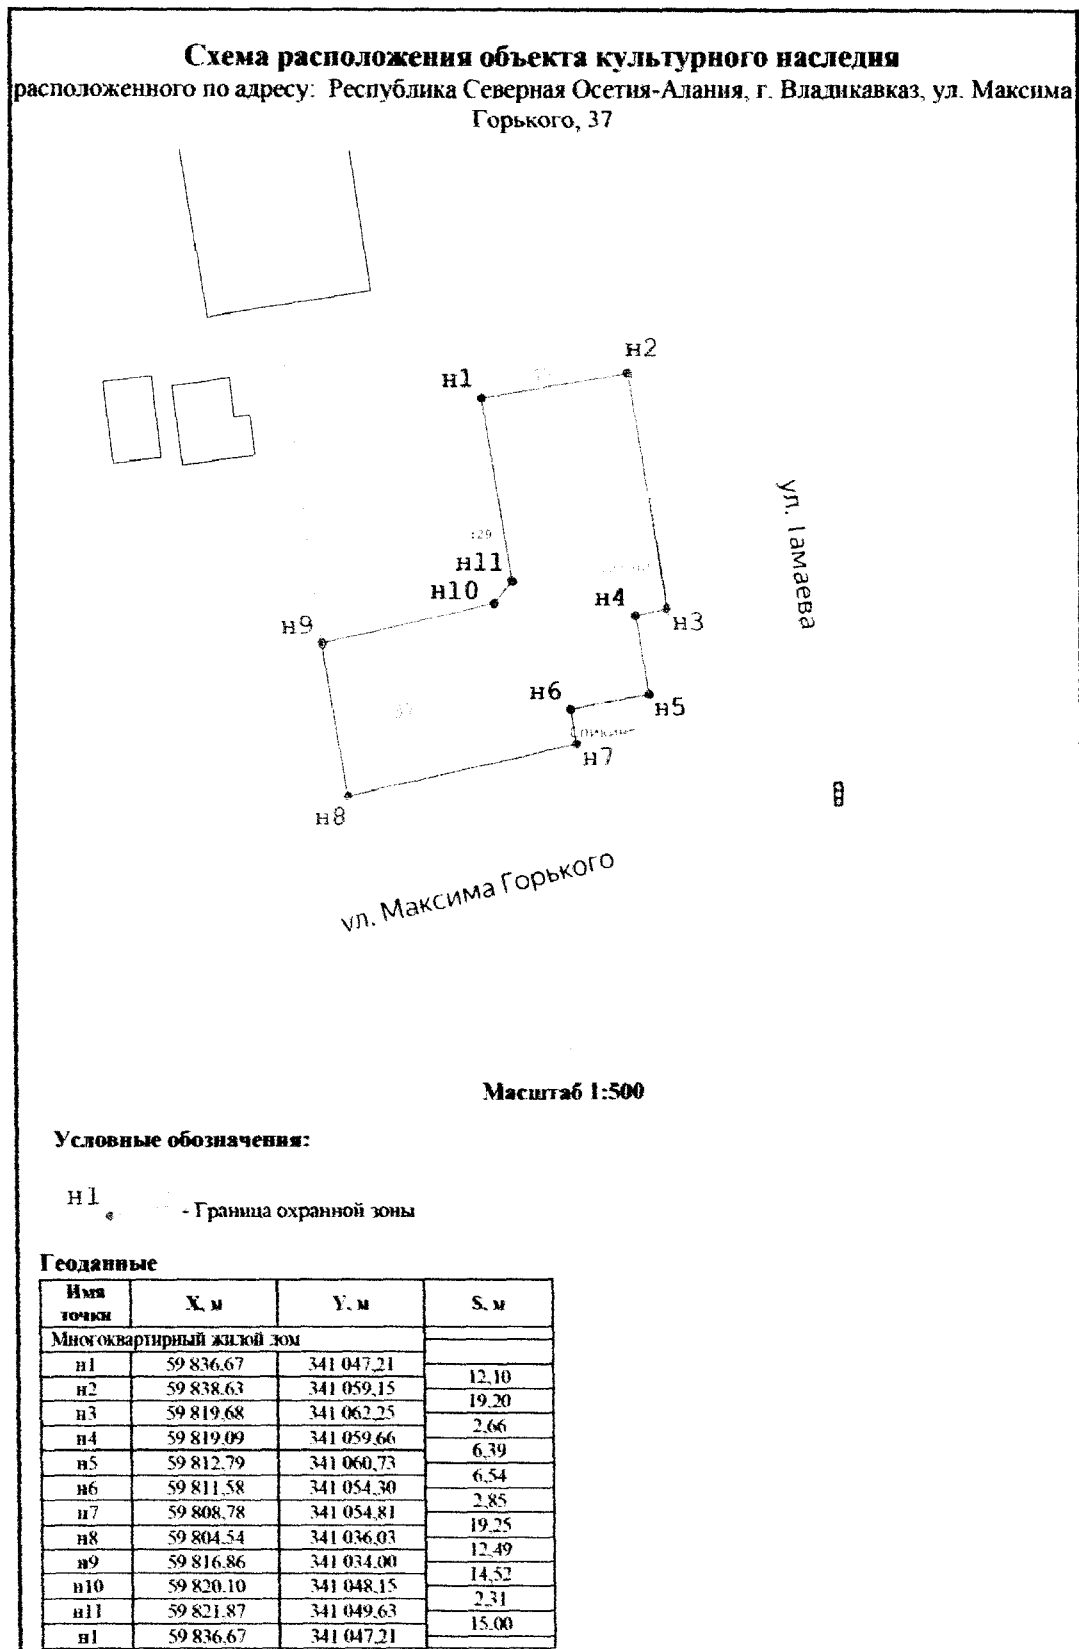 Схема расположения объекта культурного наследия
расположенного по адресу: Республика Северная Осетия-Алания, г. Владикавказ, ул. Максима
Горького, 37
н2
н1
ул. Тамаева
129
н11
н10
н4
н3
н9
н6
н5
н7
н8
ул. Максима Горького
Масштаб 1:500
Условные обозначения:
н1
- Граница охранной зоны
Геоданные
Имя точки X, м Y, м S, м
Многоквартирный жилой дом
н1 59 836,67 341 047,21
12,10
н2 59 838,63 341 059,15
19,20
н3 59 819,68 341 062,25
2,66
н4 59 819,09 341 059,66
6,39
н5 59 812,79 341 060,73
6,54
н6 59 811,58 341 054,30
2,85
н7 59 808,78 341 054,81
19,25
н8 59 804,54 341 036,03
12,49
н9 59 816,86 341 034,00
14,52
н10 59 820,10 341 048,15
2,31
н11 59 821,87 341 049,63
15,00
н1 59 836,67 341 047,21